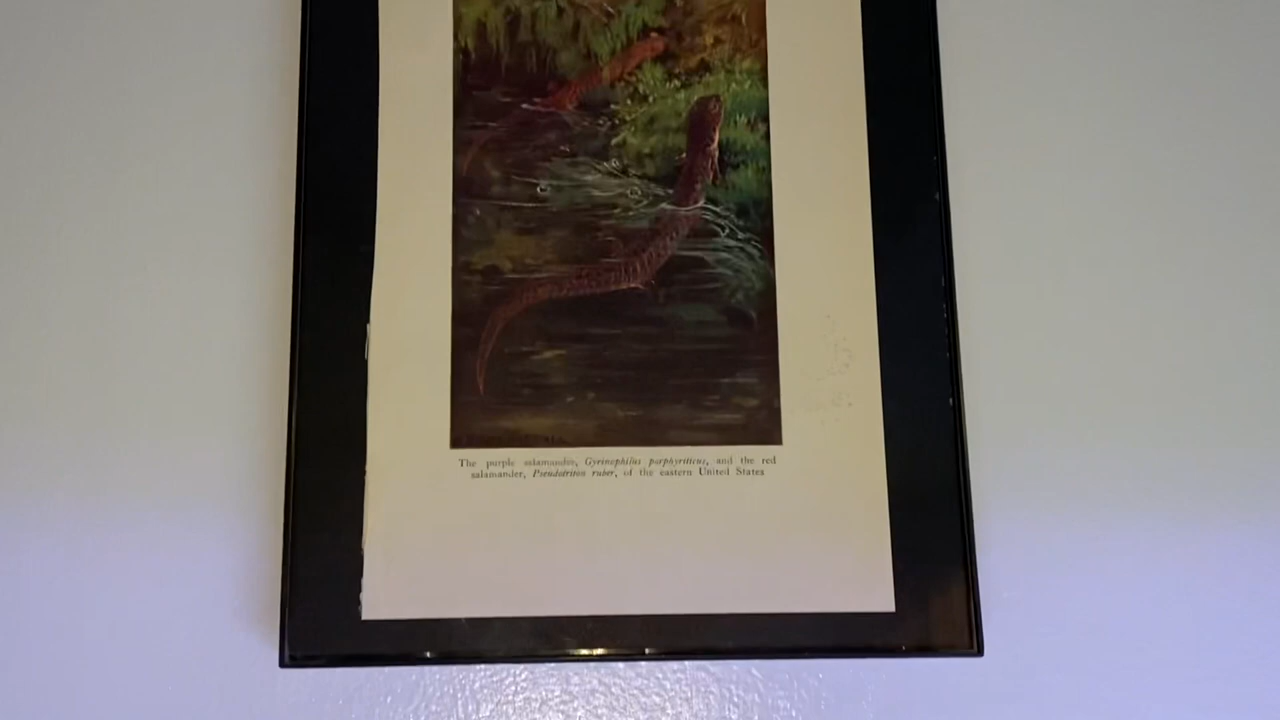 The purple salamander, Gyrinophilus porphyriticus, and the red
salamander, Pseudotriton ruber, of the eastern United States